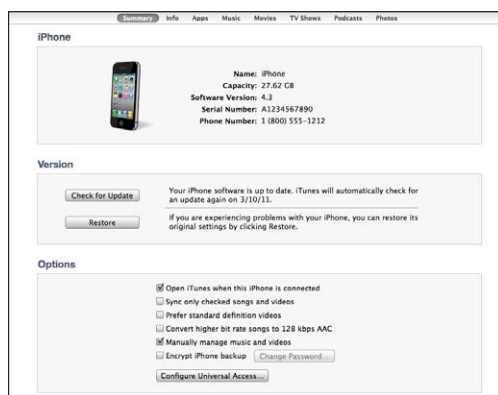 Summary Info Apps Music Movies TV Shows Podcasts Photos
iPhone
Name: iPhone
Capacity: 27.62 GB
Software Version: 4.3
Serial Number: A1234567890
Phone Number: 1 (800) 555-1212
Version
Check for Update
Your iPhone software is up to date. iTunes will automatically check for
an update again on 3/10/11.
Restore
If you are experiencing problems with your iPhone, you can restore its
original settings by clicking Restore.
Options
Open iTunes when this iPhone is connected
Sync only checked songs and videos
Prefer standard definition videos
Convert higher bit rate songs to 128 kbps AAC
Manually manage music and videos
Encrypt iPhone backup Change Password...
Configure Universal Access...